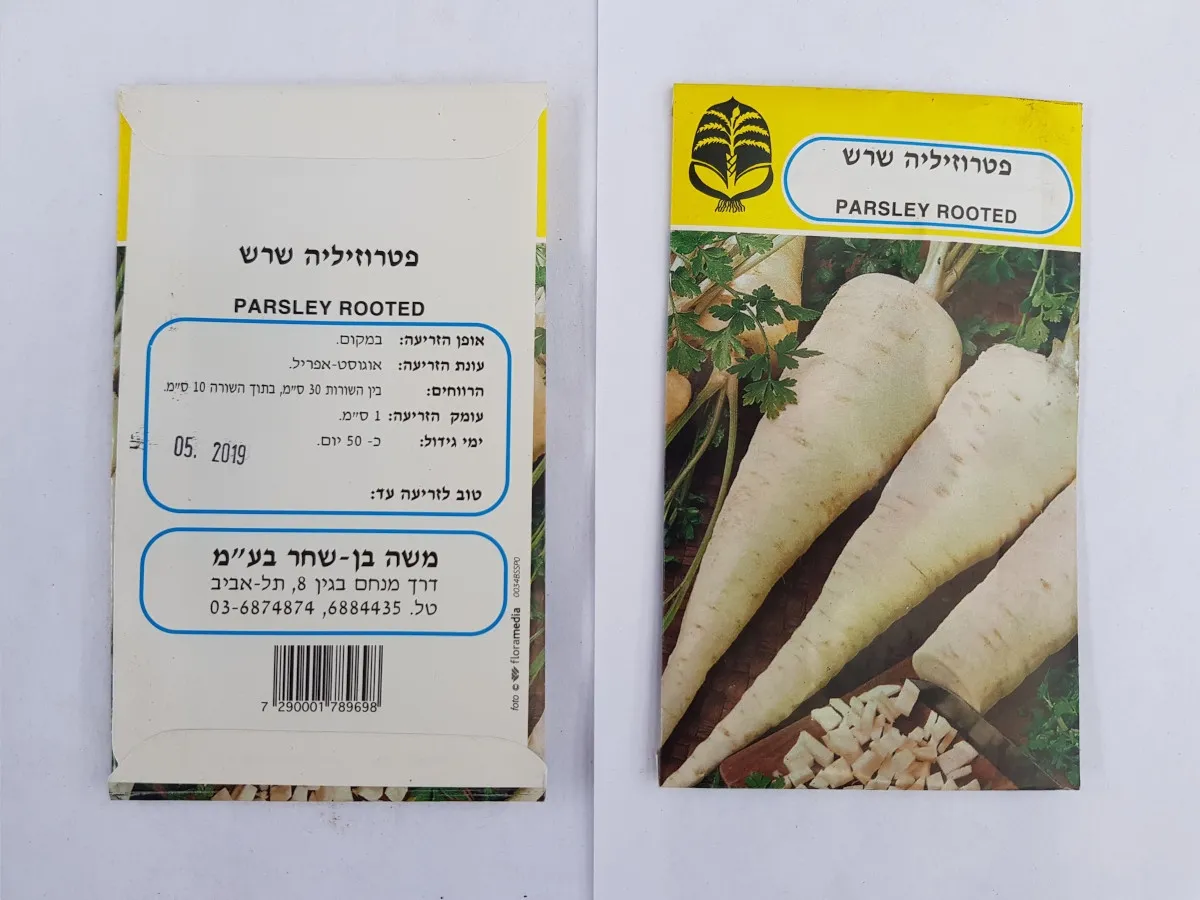 פטרוזיליה שרש
PARSLEY ROOTED
אופן הזריעה: במקום.
עונת הזריעה: אוגוסט-אפריל.
הרווחים: בין השורות 30 ס״מ, בתוך השורה 10 ס״מ.
עומק הזריעה: 1 ס״מ.
ימי גידול: כ- 50 יום.
05. 2019
טוב לזריעה עד:
משה בן-שחר בע״מ
דרך מנחם בגין 8, תל-אביב
טל. 6884435, 03-6874874
7 290001 789698
foto © floramedia 0034BSSP0
פטרוזיליה שרש
PARSLEY ROOTED